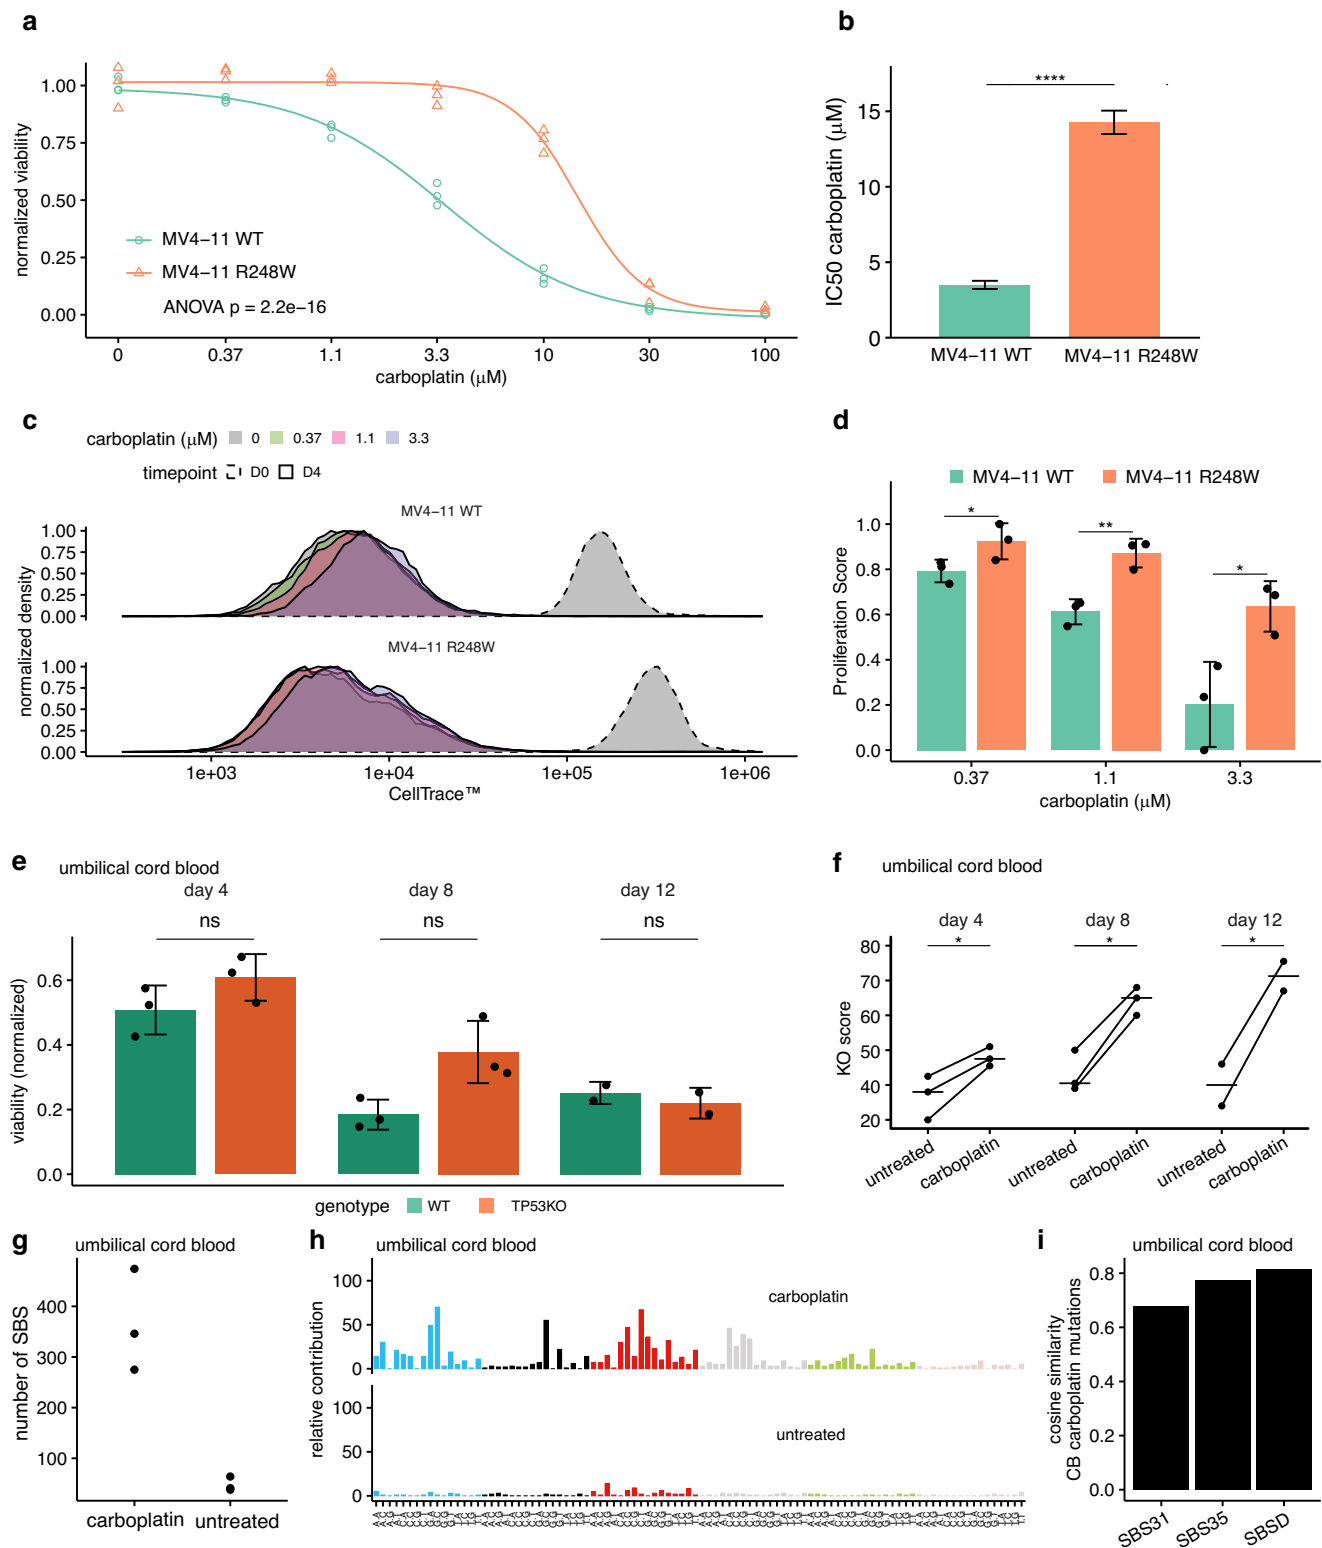 a
normalized viability
1.00
0.75
0.50
0.25
0.00
MV4−11 WT
MV4−11 R248W
ANOVA p = 2.2e−16
0 0.37 1.1 3.3 10 30 100
carboplatin (μM)
b
IC50 carboplatin (μM)
15
10
5
0
****
MV4−11 WT MV4−11 R248W
c
carboplatin (μM) 0 0.37 1.1 3.3
timepoint D0 D4
normalized density
MV4−11 WT
1.00
0.75
0.50
0.25
0.00
MV4−11 R248W
1.00
0.75
0.50
0.25
0.00
1e+03 1e+04 1e+05 1e+06
CellTrace™
d
MV4−11 WT MV4−11 R248W
Proliferation Score
1.0
0.8
0.6
0.4
0.2
0.0
* ** *
0.37 1.1 3.3
carboplatin (μM)
e
umbilical cord blood
day 4 day 8 day 12
ns ns ns
viability (normalized)
0.6
0.4
0.2
0.0
genotype WT TP53KO
f
umbilical cord blood
day 4 day 8 day 12
* * *
KO score
80
70
60
50
40
20
untreated carboplatin untreated carboplatin untreated carboplatin
g
umbilical cord blood
number of SBS
400
300
200
100
carboplatin untreated
h
umbilical cord blood
relative contribution
carboplatin
100
50
0
untreated
100
50
0
i
umbilical cord blood
cosine similarity
CB carboplatin mutations
0.8
0.6
0.4
0.2
0.0
SBS31 SBS35 SBSD